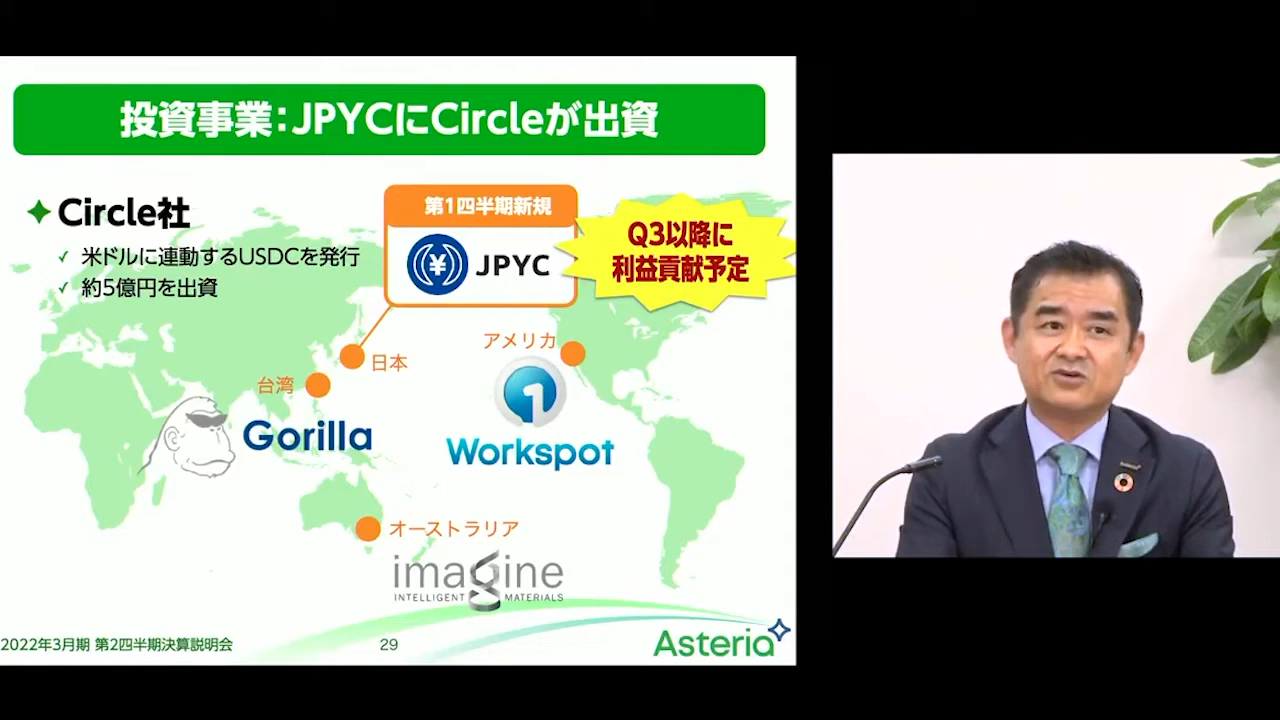 投資事業：JPYCにCircleが出資
Circle社
✓ 米ドルに連動するUSDCを発行
✓ 約5億円を出資
第1四半期新規
JPYC
Q3以降に
利益貢献予定
アメリカ
日本
台湾
Gorilla
1
Workspot
オーストラリア
imagine
INTELLIGENT MATERIALS
2022年3月期 第2四半期決算説明会
29
Asteria